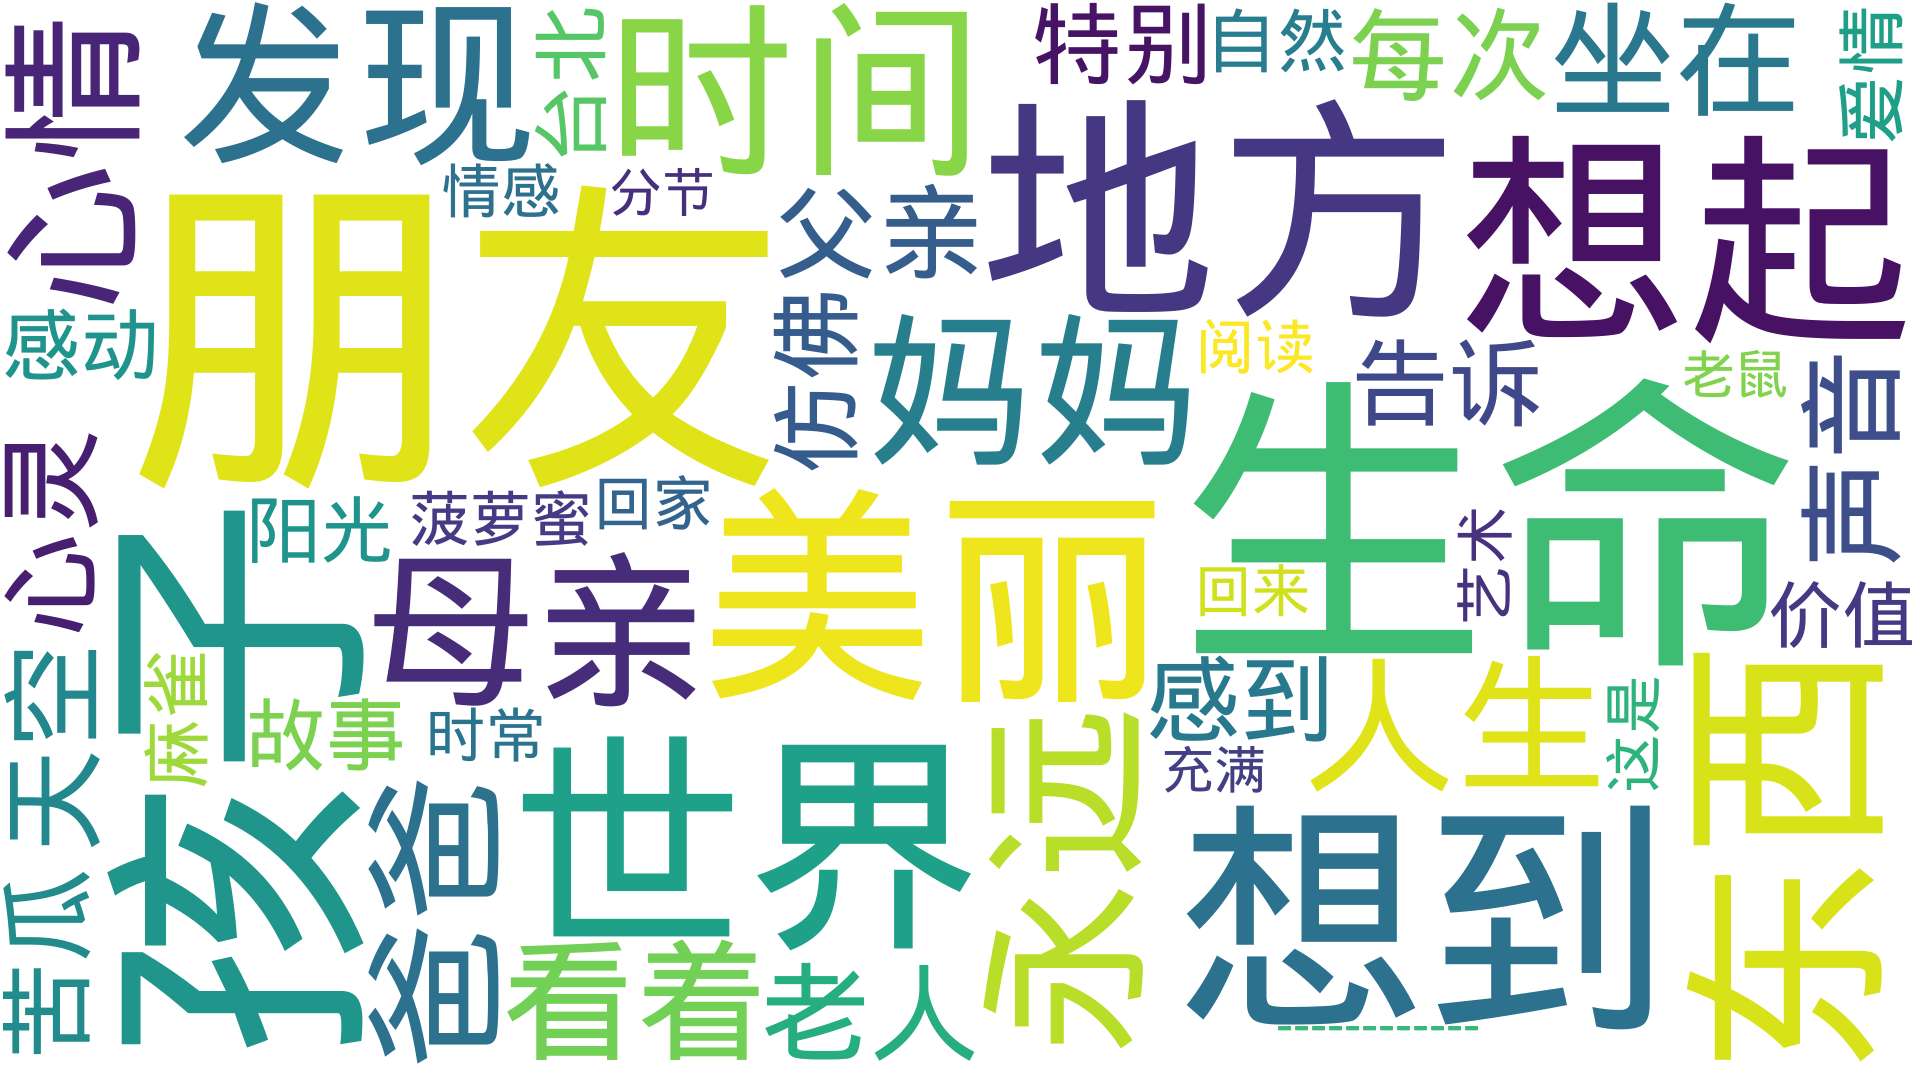 心情
发现
台北
时间
特别
自然
每次
坐在
爱情
情感
分节
父亲
地方
想起
朋友
感动
仿佛
妈妈
阅读
告诉
老鼠
声音
生命
心灵
阳光
菠萝蜜
回家
美丽
艺术
孩子
母亲
回来
价值
天空
麻雀
故事
时常
感到
人生
这是
充满
东西
苦瓜
爸爸
世界
永远
想到
看着
老人
------------